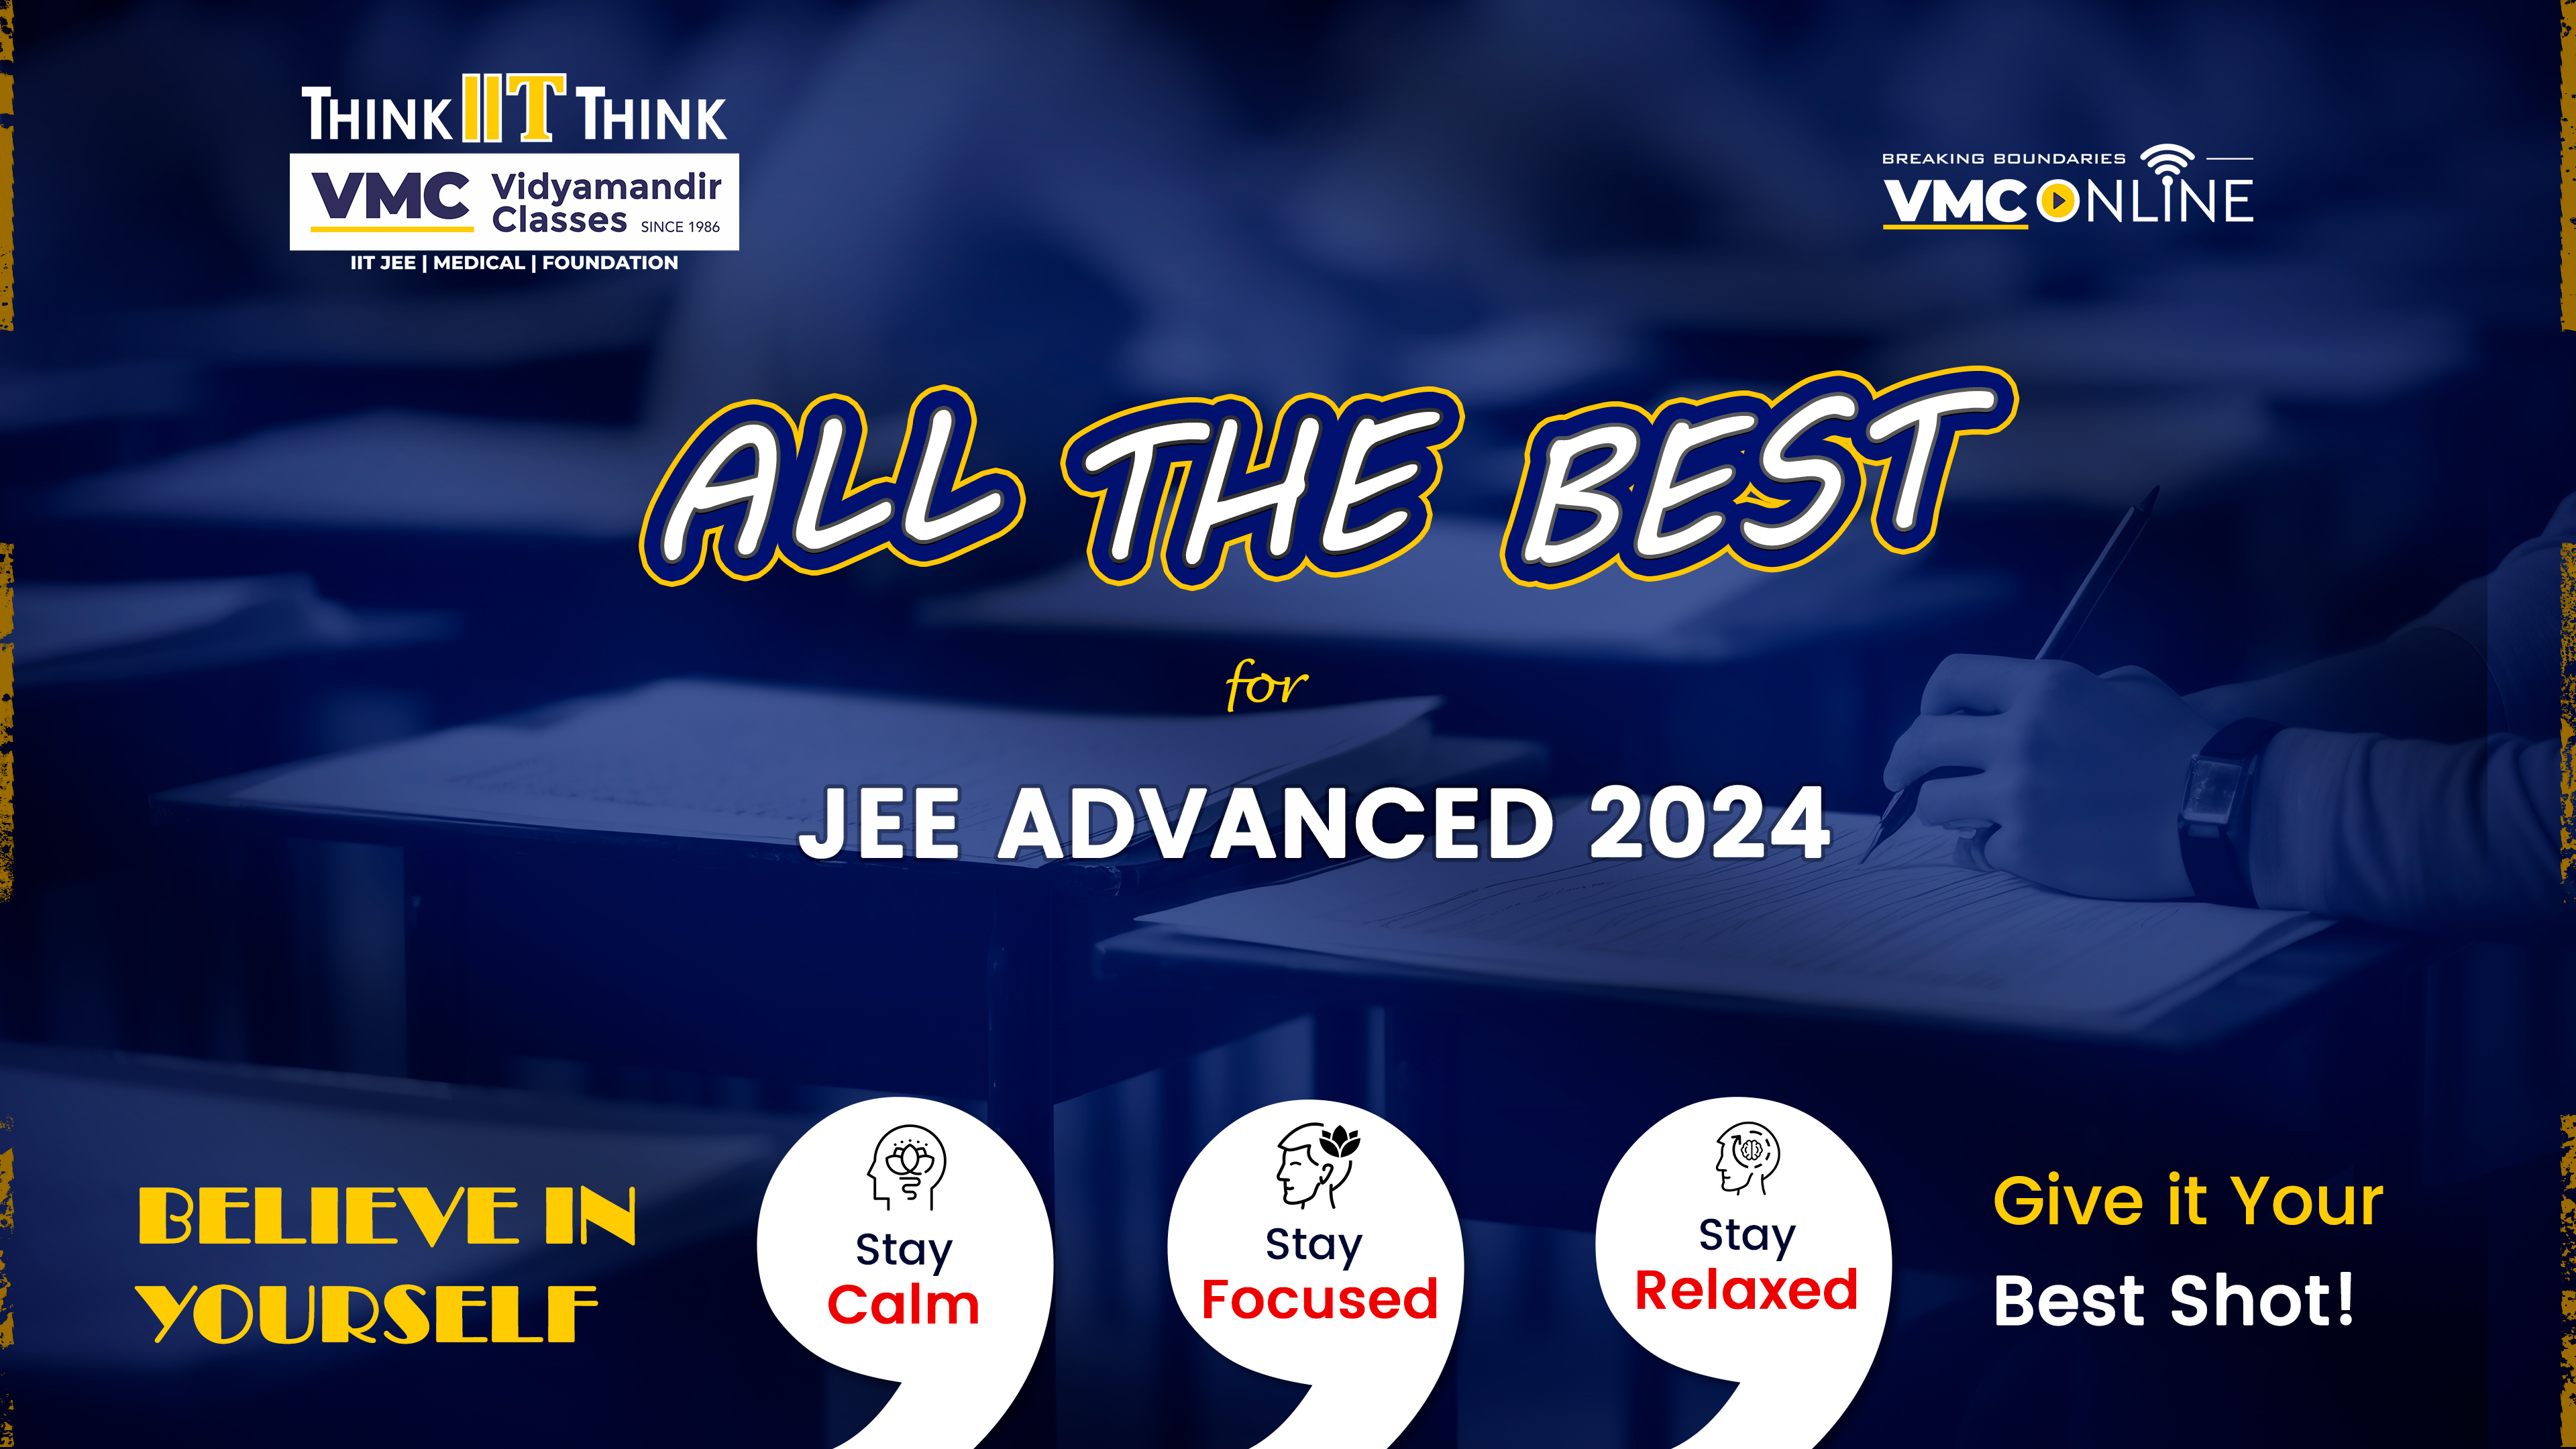 THINK IIT THINK
VMC Vidyamandir Classes SINCE 1986
IIT JEE | MEDICAL | FOUNDATION
BREAKING BOUNDARIES
VMC ONLINE
ALL THE BEST
for
JEE ADVANCED 2024
BELIEVE IN
YOURSELF
Stay
Calm
Stay
Focused
Stay
Relaxed
Give it Your
Best Shot!